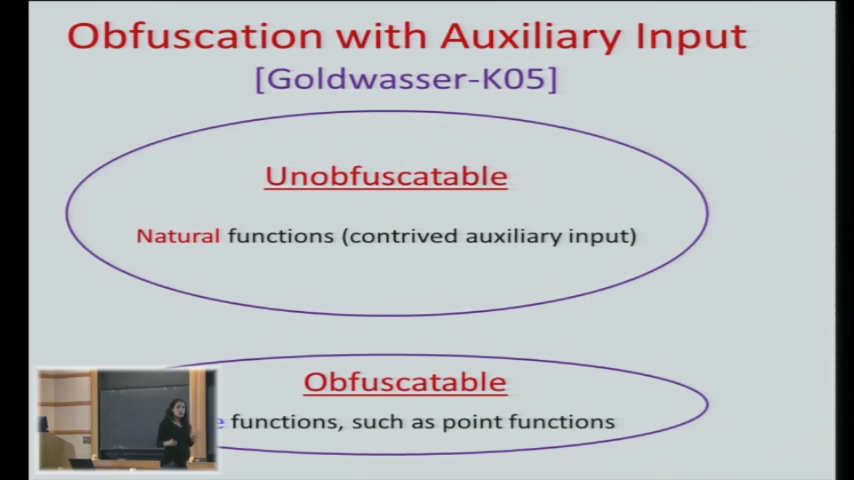 Obfuscation with Auxiliary Input
[Goldwasser-K05]
Unobfuscatable
Natural functions (contrived auxiliary input)
Obfuscatable
functions, such as point functions